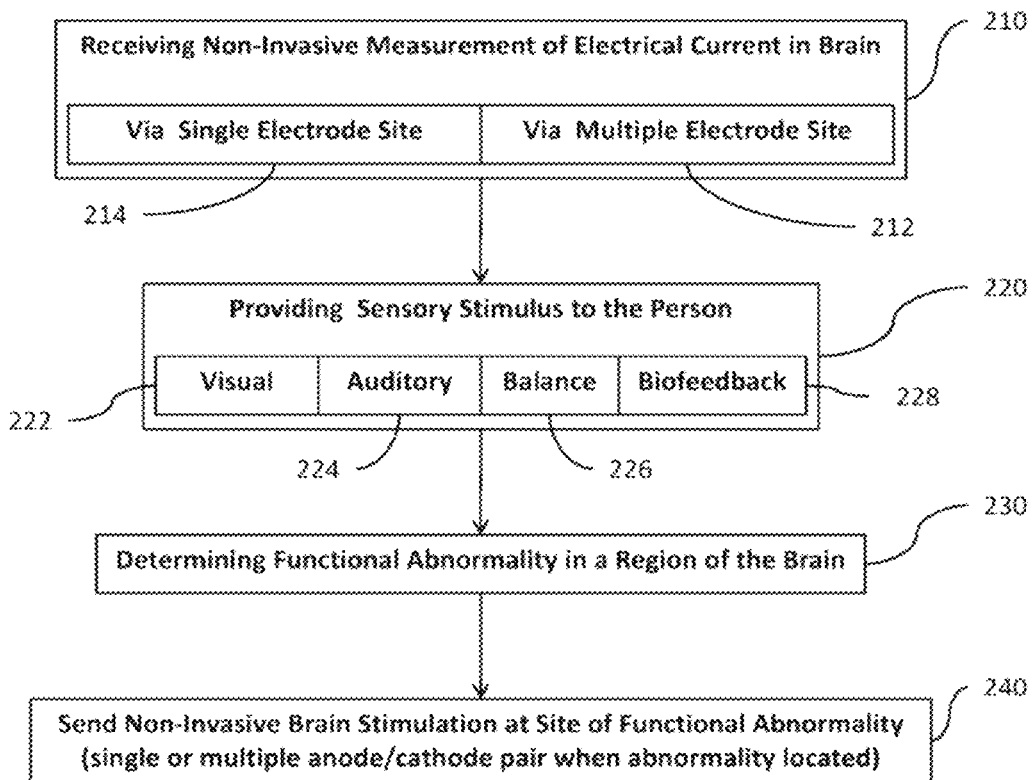 210
Receiving Non-Invasive Measurement of Electrical Current in Brain
Via Single Electrode Site
Via Multiple Electrode Site
214
212
220
Providing Sensory Stimulus to the Person
Visual
Auditory
Balance
Biofeedback
222
228
224
226
230
Determining Functional Abnormality in a Region of the Brain
240
Send Non-Invasive Brain Stimulation at Site of Functional Abnormality
(single or multiple anode/cathode pair when abnormality located)